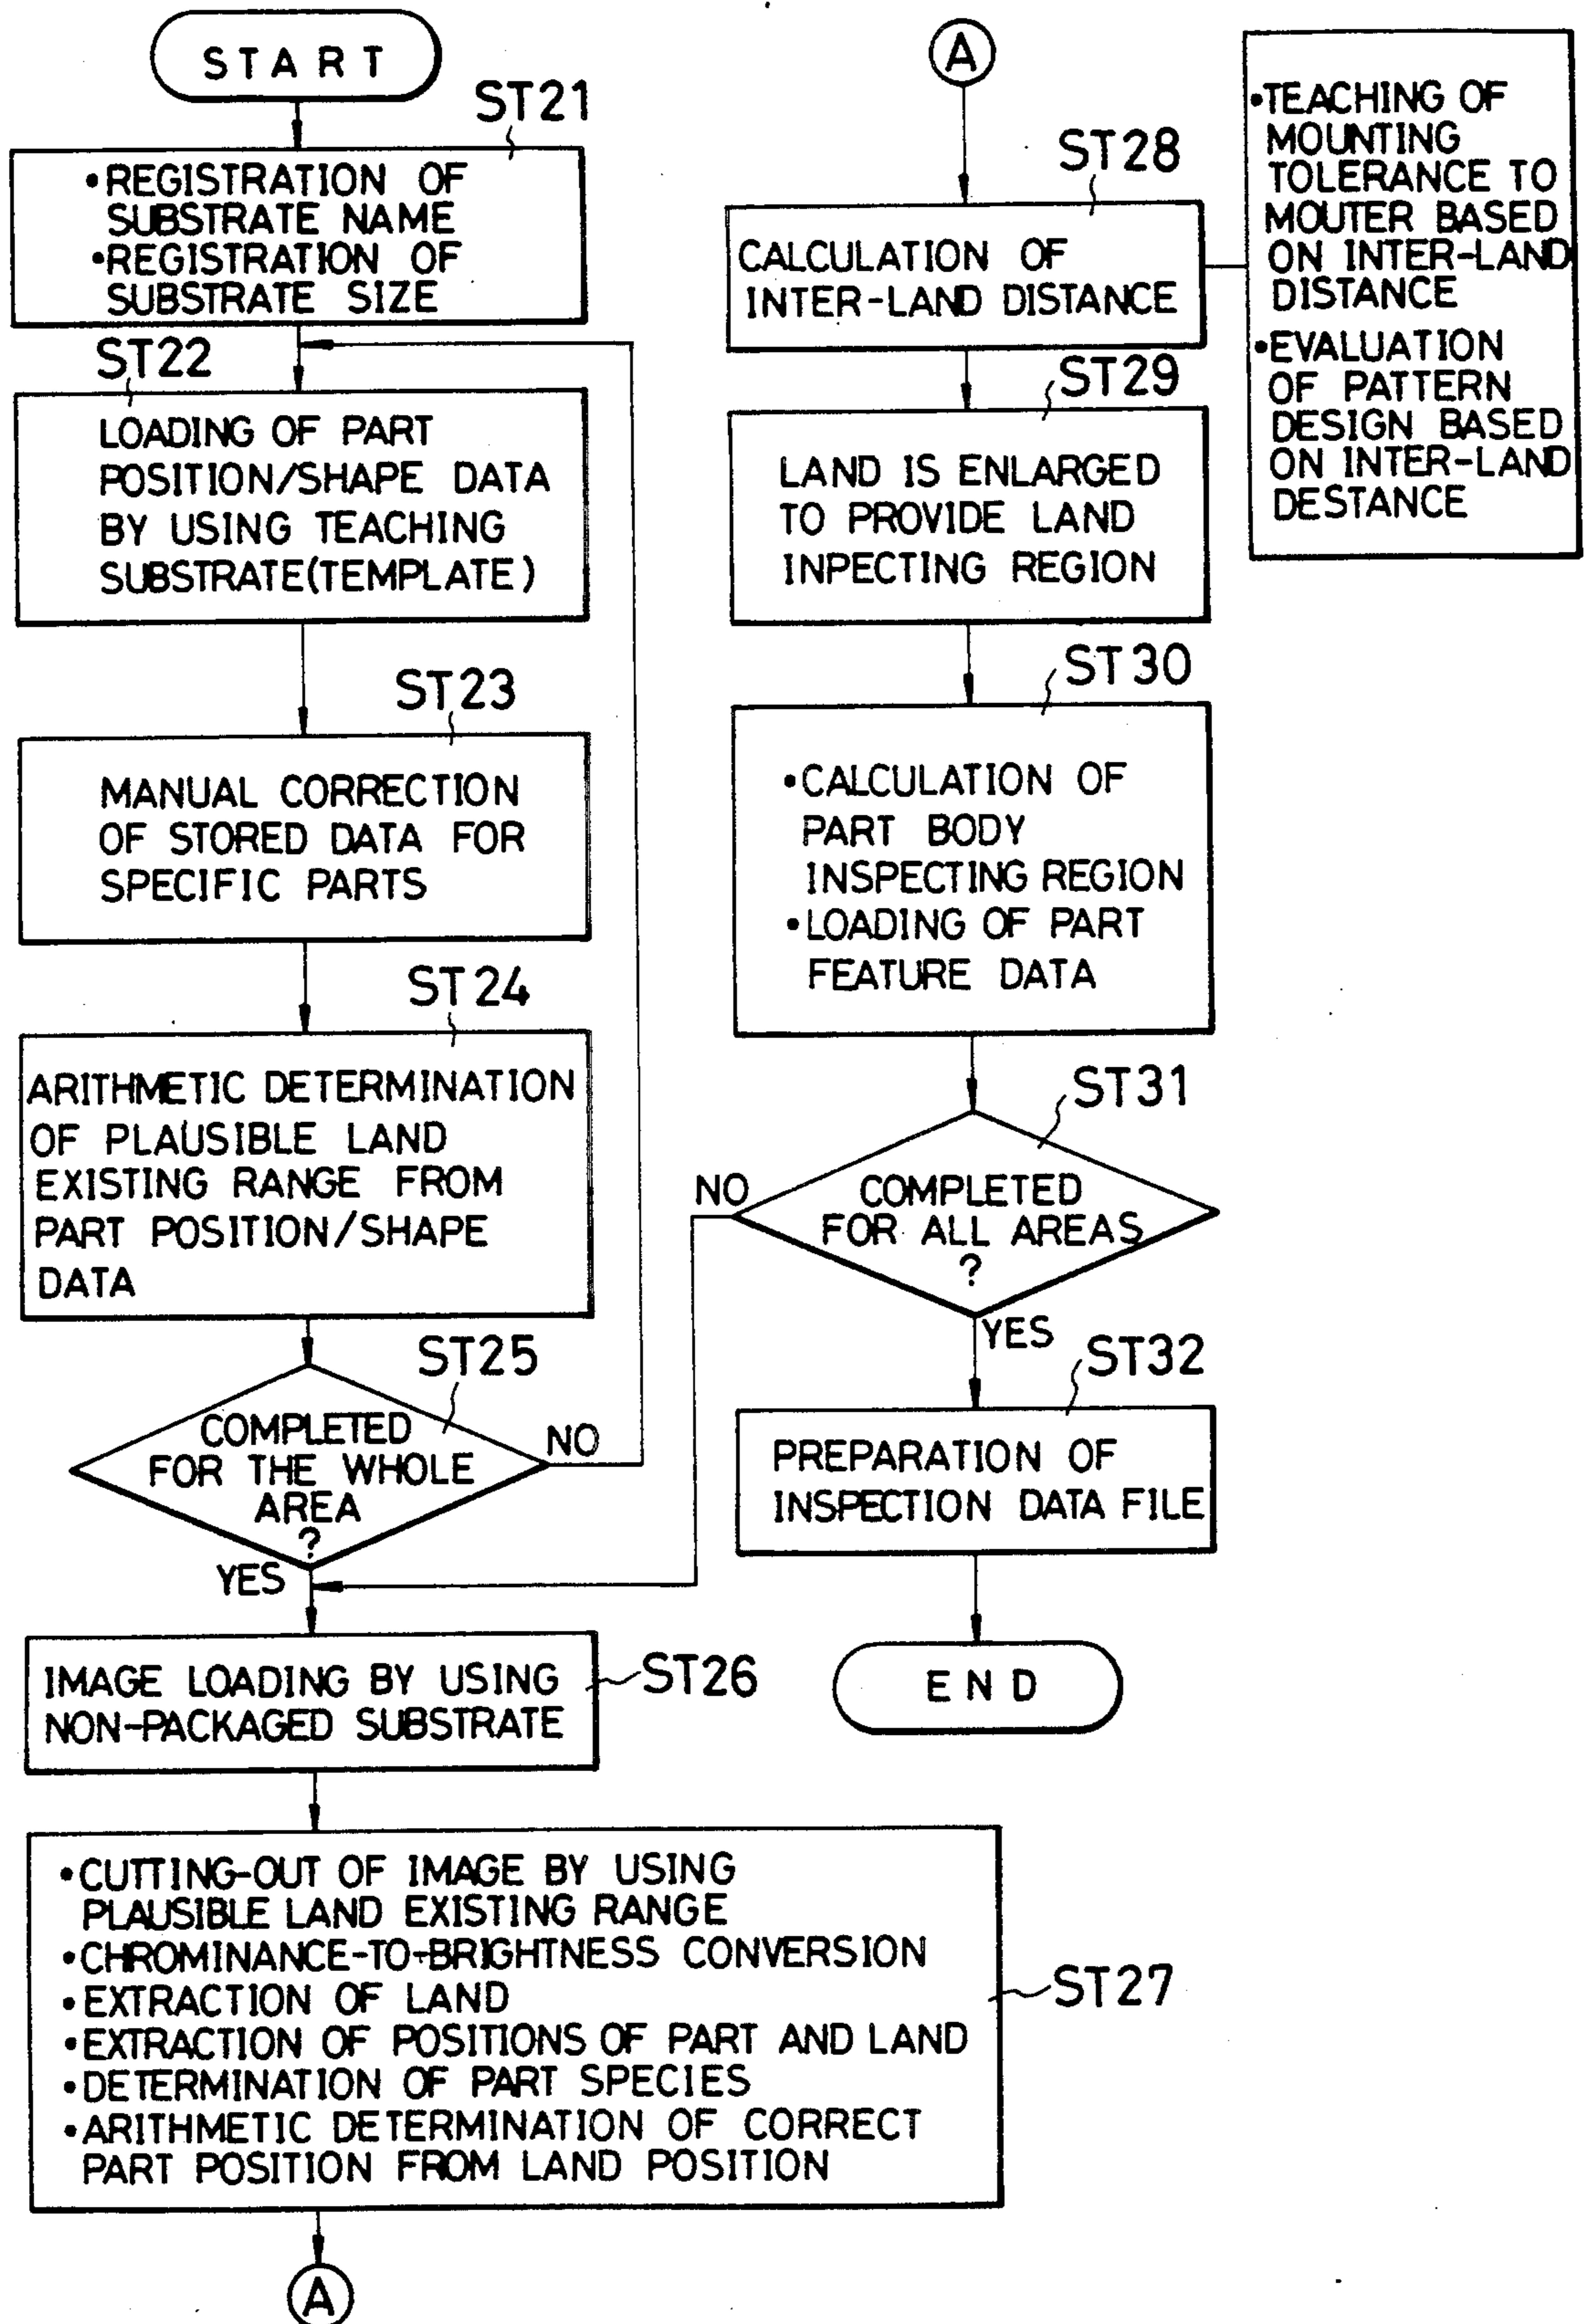 START
ST21
•REGISTRATION OF
SUBSTRATE NAME
•REGISTRATION OF
SUBSTRATE SIZE
ST22
LOADING OF PART
POSITION/SHAPE DATA
BY USING TEACHING
SUBSTRATE(TEMPLATE)
ST23
MANUAL CORRECTION
OF STORED DATA FOR
SPECIFIC PARTS
ST24
ARITHMETIC DETERMINATION
OF PLAUSIBLE LAND
EXISTING RANGE FROM
PART POSITION/SHAPE
DATA
ST25
COMPLETED
FOR THE WHOLE
AREA
?
NO
YES
IMAGE LOADING BY USING
NON-PACKAGED SUBSTRATE
ST26
•CUTTING-OUT OF IMAGE BY USING
PLAUSIBLE LAND EXISTING RANGE
•CHROMINANCE-TO-BRIGHTNESS CONVERSION
•EXTRACTION OF LAND
•EXTRACTION OF POSITIONS OF PART AND LAND
•DETERMINATION OF PART SPECIES
•ARITHMETIC DETERMINATION OF CORRECT
PART POSITION FROM LAND POSITION
ST27
A
A
ST28
CALCULATION OF
INTER-LAND DISTANCE
•TEACHING OF
MOUNTING
TOLERANCE TO
MOUTER BASED
ON INTER-LAND
DISTANCE
•EVALUATION
OF PATTERN
DESIGN BASED
ON INTER-LAND
DESTANCE
ST29
LAND IS ENLARGED
TO PROVIDE LAND
INPECTING REGION
ST30
•CALCULATION OF
PART BODY
INSPECTING REGION
•LOADING OF PART
FEATURE DATA
ST31
COMPLETED
FOR ALL AREAS
?
NO
YES
ST32
PREPARATION OF
INSPECTION DATA FILE
END